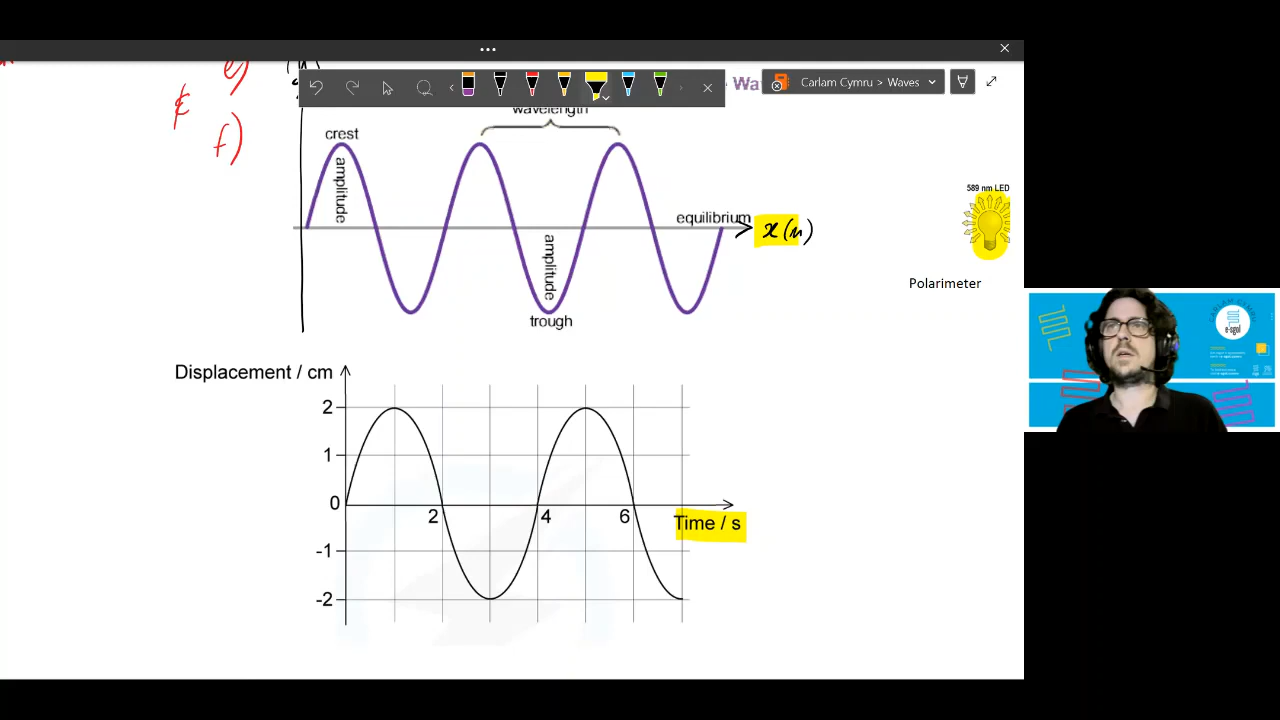 e)
¢
f)
Wav
Carlam Cymru > Waves
wavelength
crest
amplitude
equilibrium
x(m)
amplitude
trough
589 nm LED
Polarimeter
e-sgol
Displacement / cm
2
1
0
-1
-2
2
4
6
Time / s